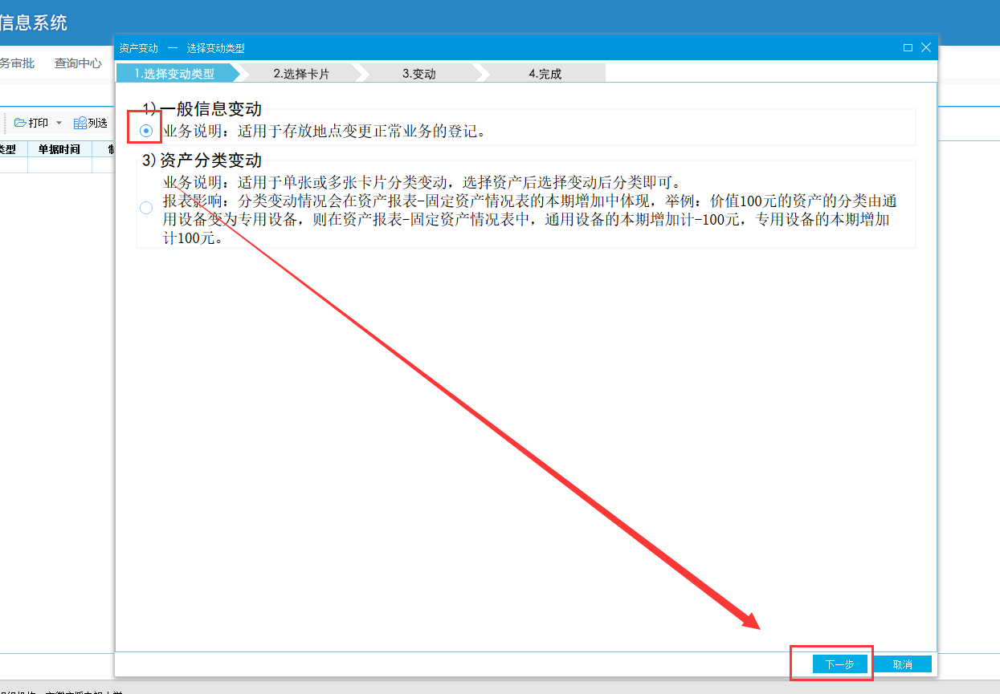 信息系统
务审批 查询中心
资产变动 — 选择变动类型
1.选择变动类型 2.选择卡片 3.变动 4.完成
打印 列选
类型 单据时间
1)一般信息变动
业务说明：适用于存放地点变更正常业务的登记。
3)资产分类变动
业务说明：适用于单张或多张卡片分类变动，选择资产后选择变动后分类即可。
报表影响：分类变动情况会在资产报表-固定资产情况表的本期增加中体现，举例：价值100元的资产的分类由通
用设备变为专用设备，则在资产报表-固定资产情况表中，通用设备的本期增加计-100元，专用设备的本期增加
计100元。
下一步 取消